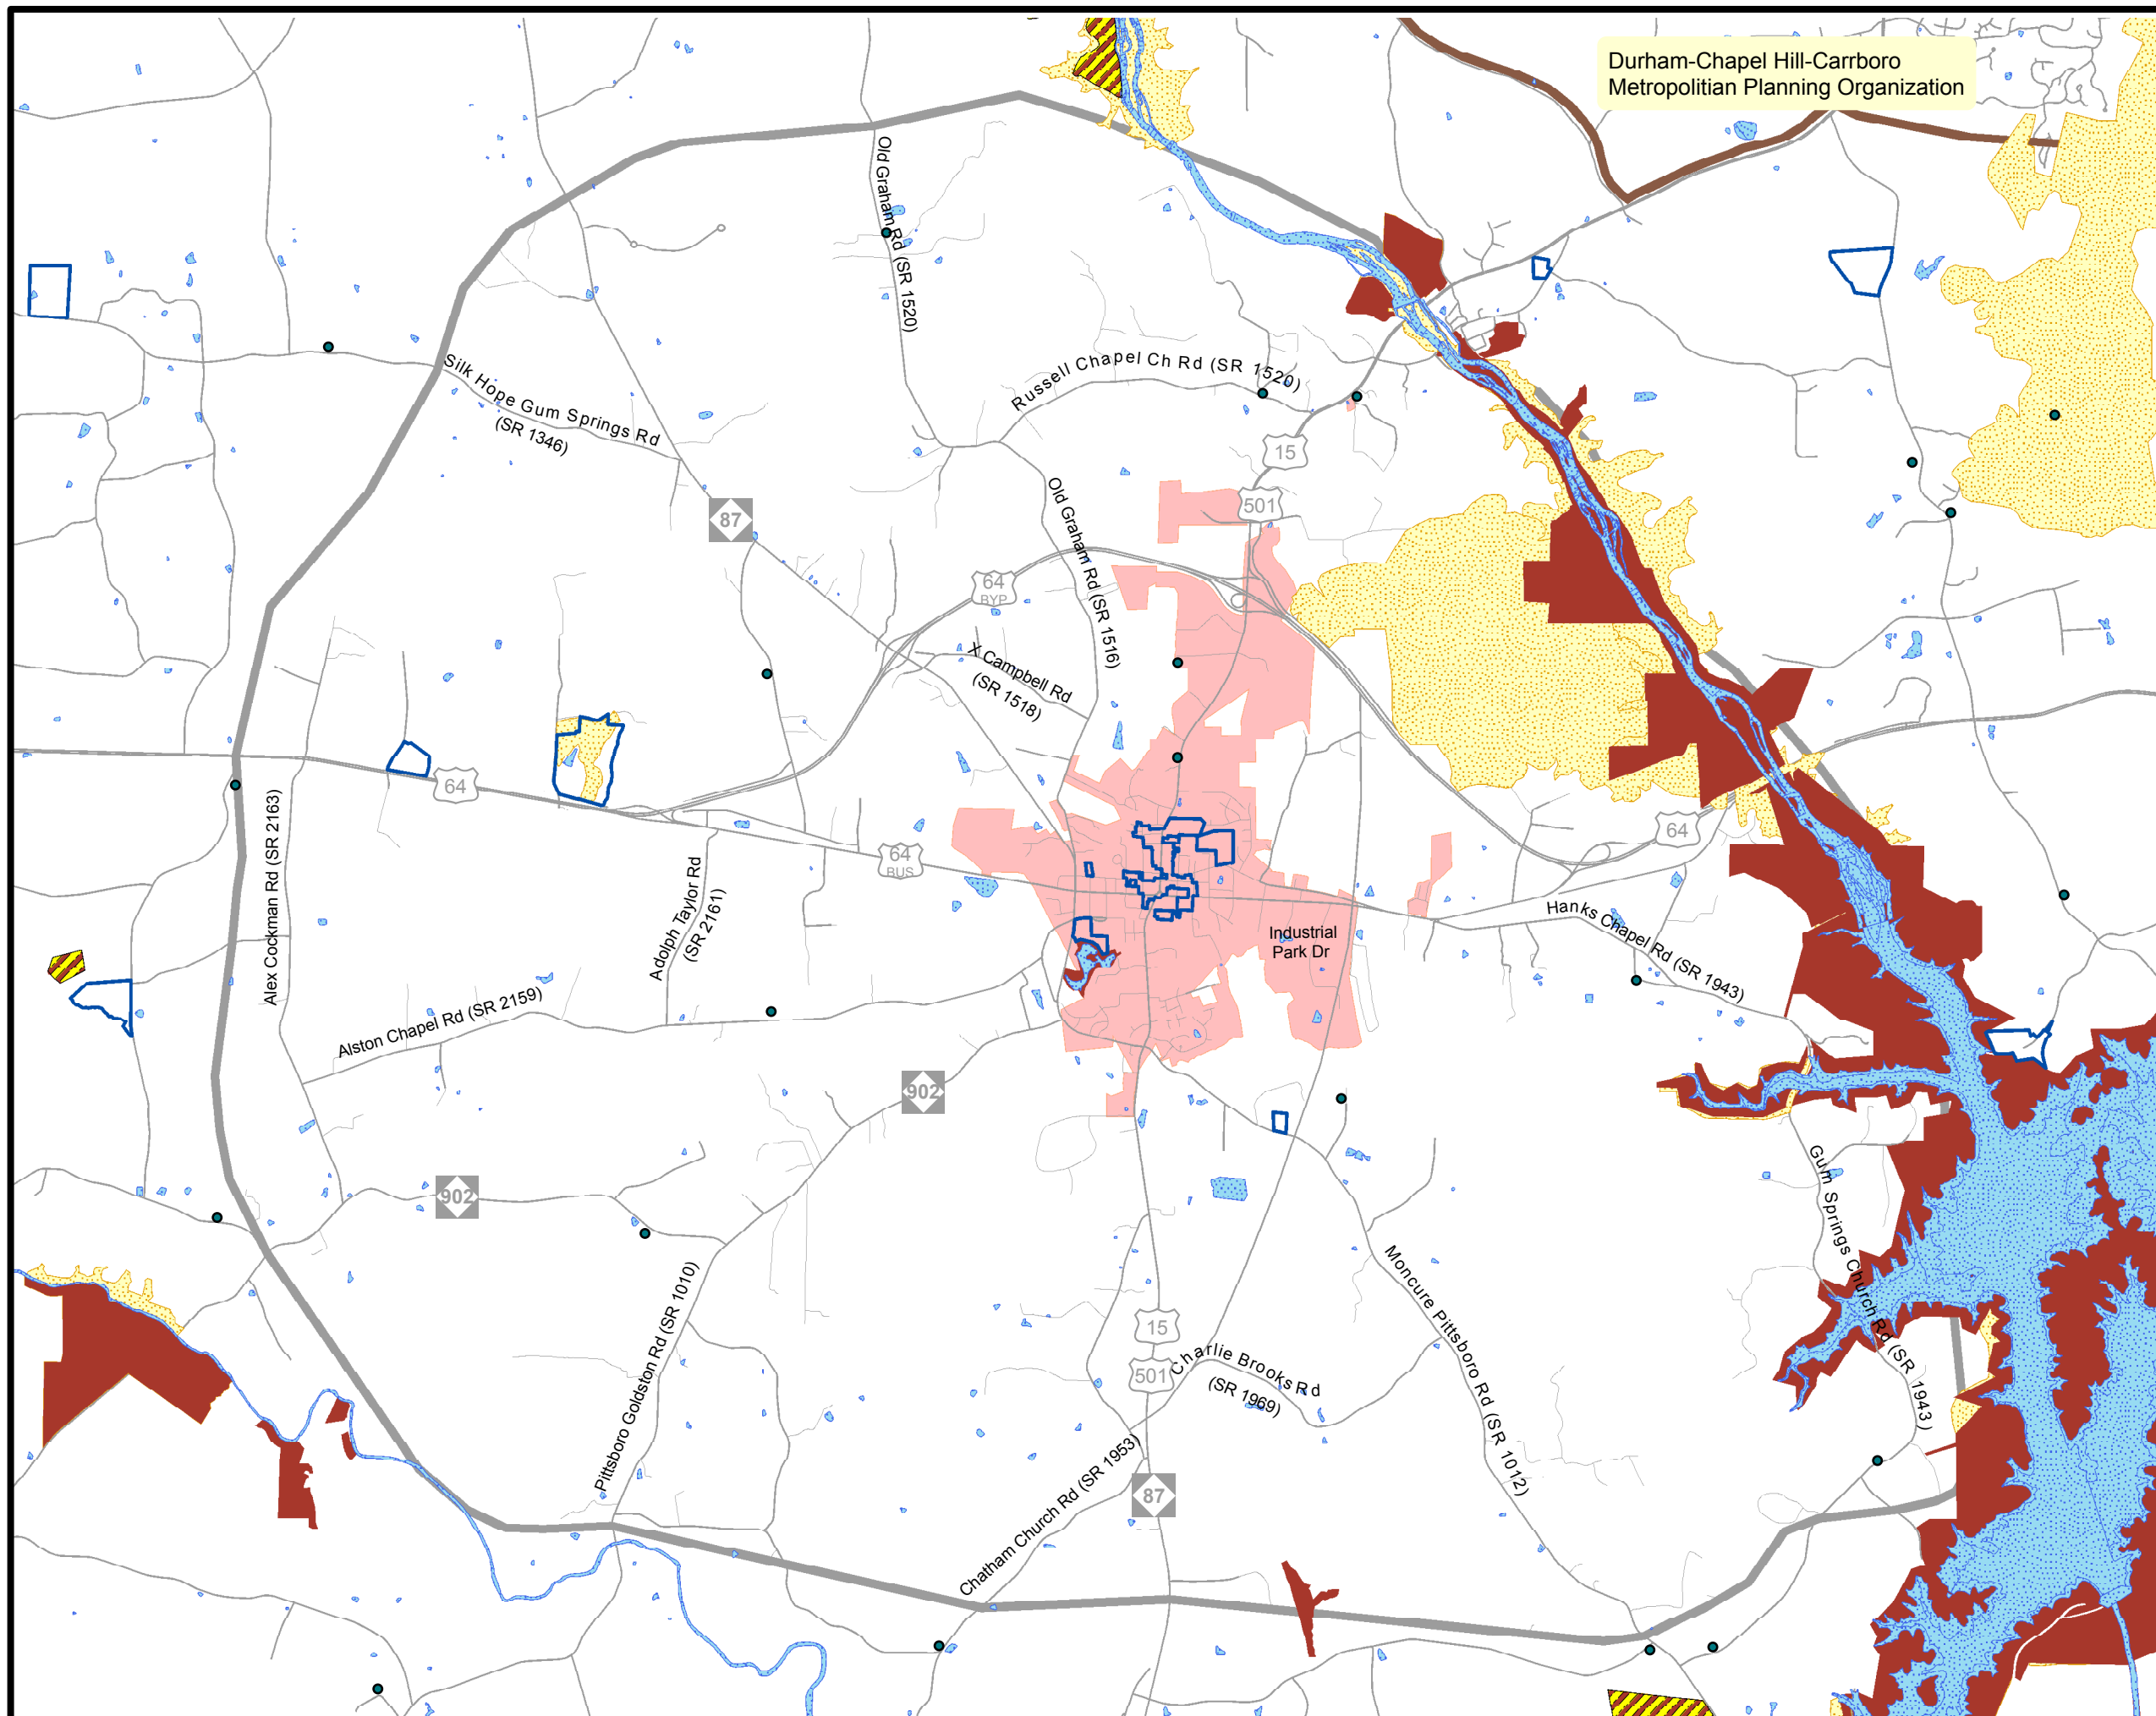 Durham-Chapel Hill-Carrboro
Metropolitian Planning Organization
Old Graham Rd (SR 1520)
Silk Hope Gum Springs Rd
(SR 1346)
Russell Chapel Ch Rd (SR 1520)
15
501
87
Old Graham Rd (SR 1516)
64
BYP
X Campbell Rd
(SR 1518)
64
64
BUS
64
Alex Cockman Rd (SR 2163)
Adolph Taylor Rd
(SR 2161)
Industrial
Park Dr
Hanks Chapel Rd (SR 1943)
Alston Chapel Rd (SR 2159)
902
902
Gum Springs Church Rd (SR 1943)
Pittsboro Goldston Rd (SR 1010)
Moncure Pittsboro Rd (SR 1012)
15
501
Charlie Brooks Rd
(SR 1969)
Chatham Church Rd (SR 1953)
87